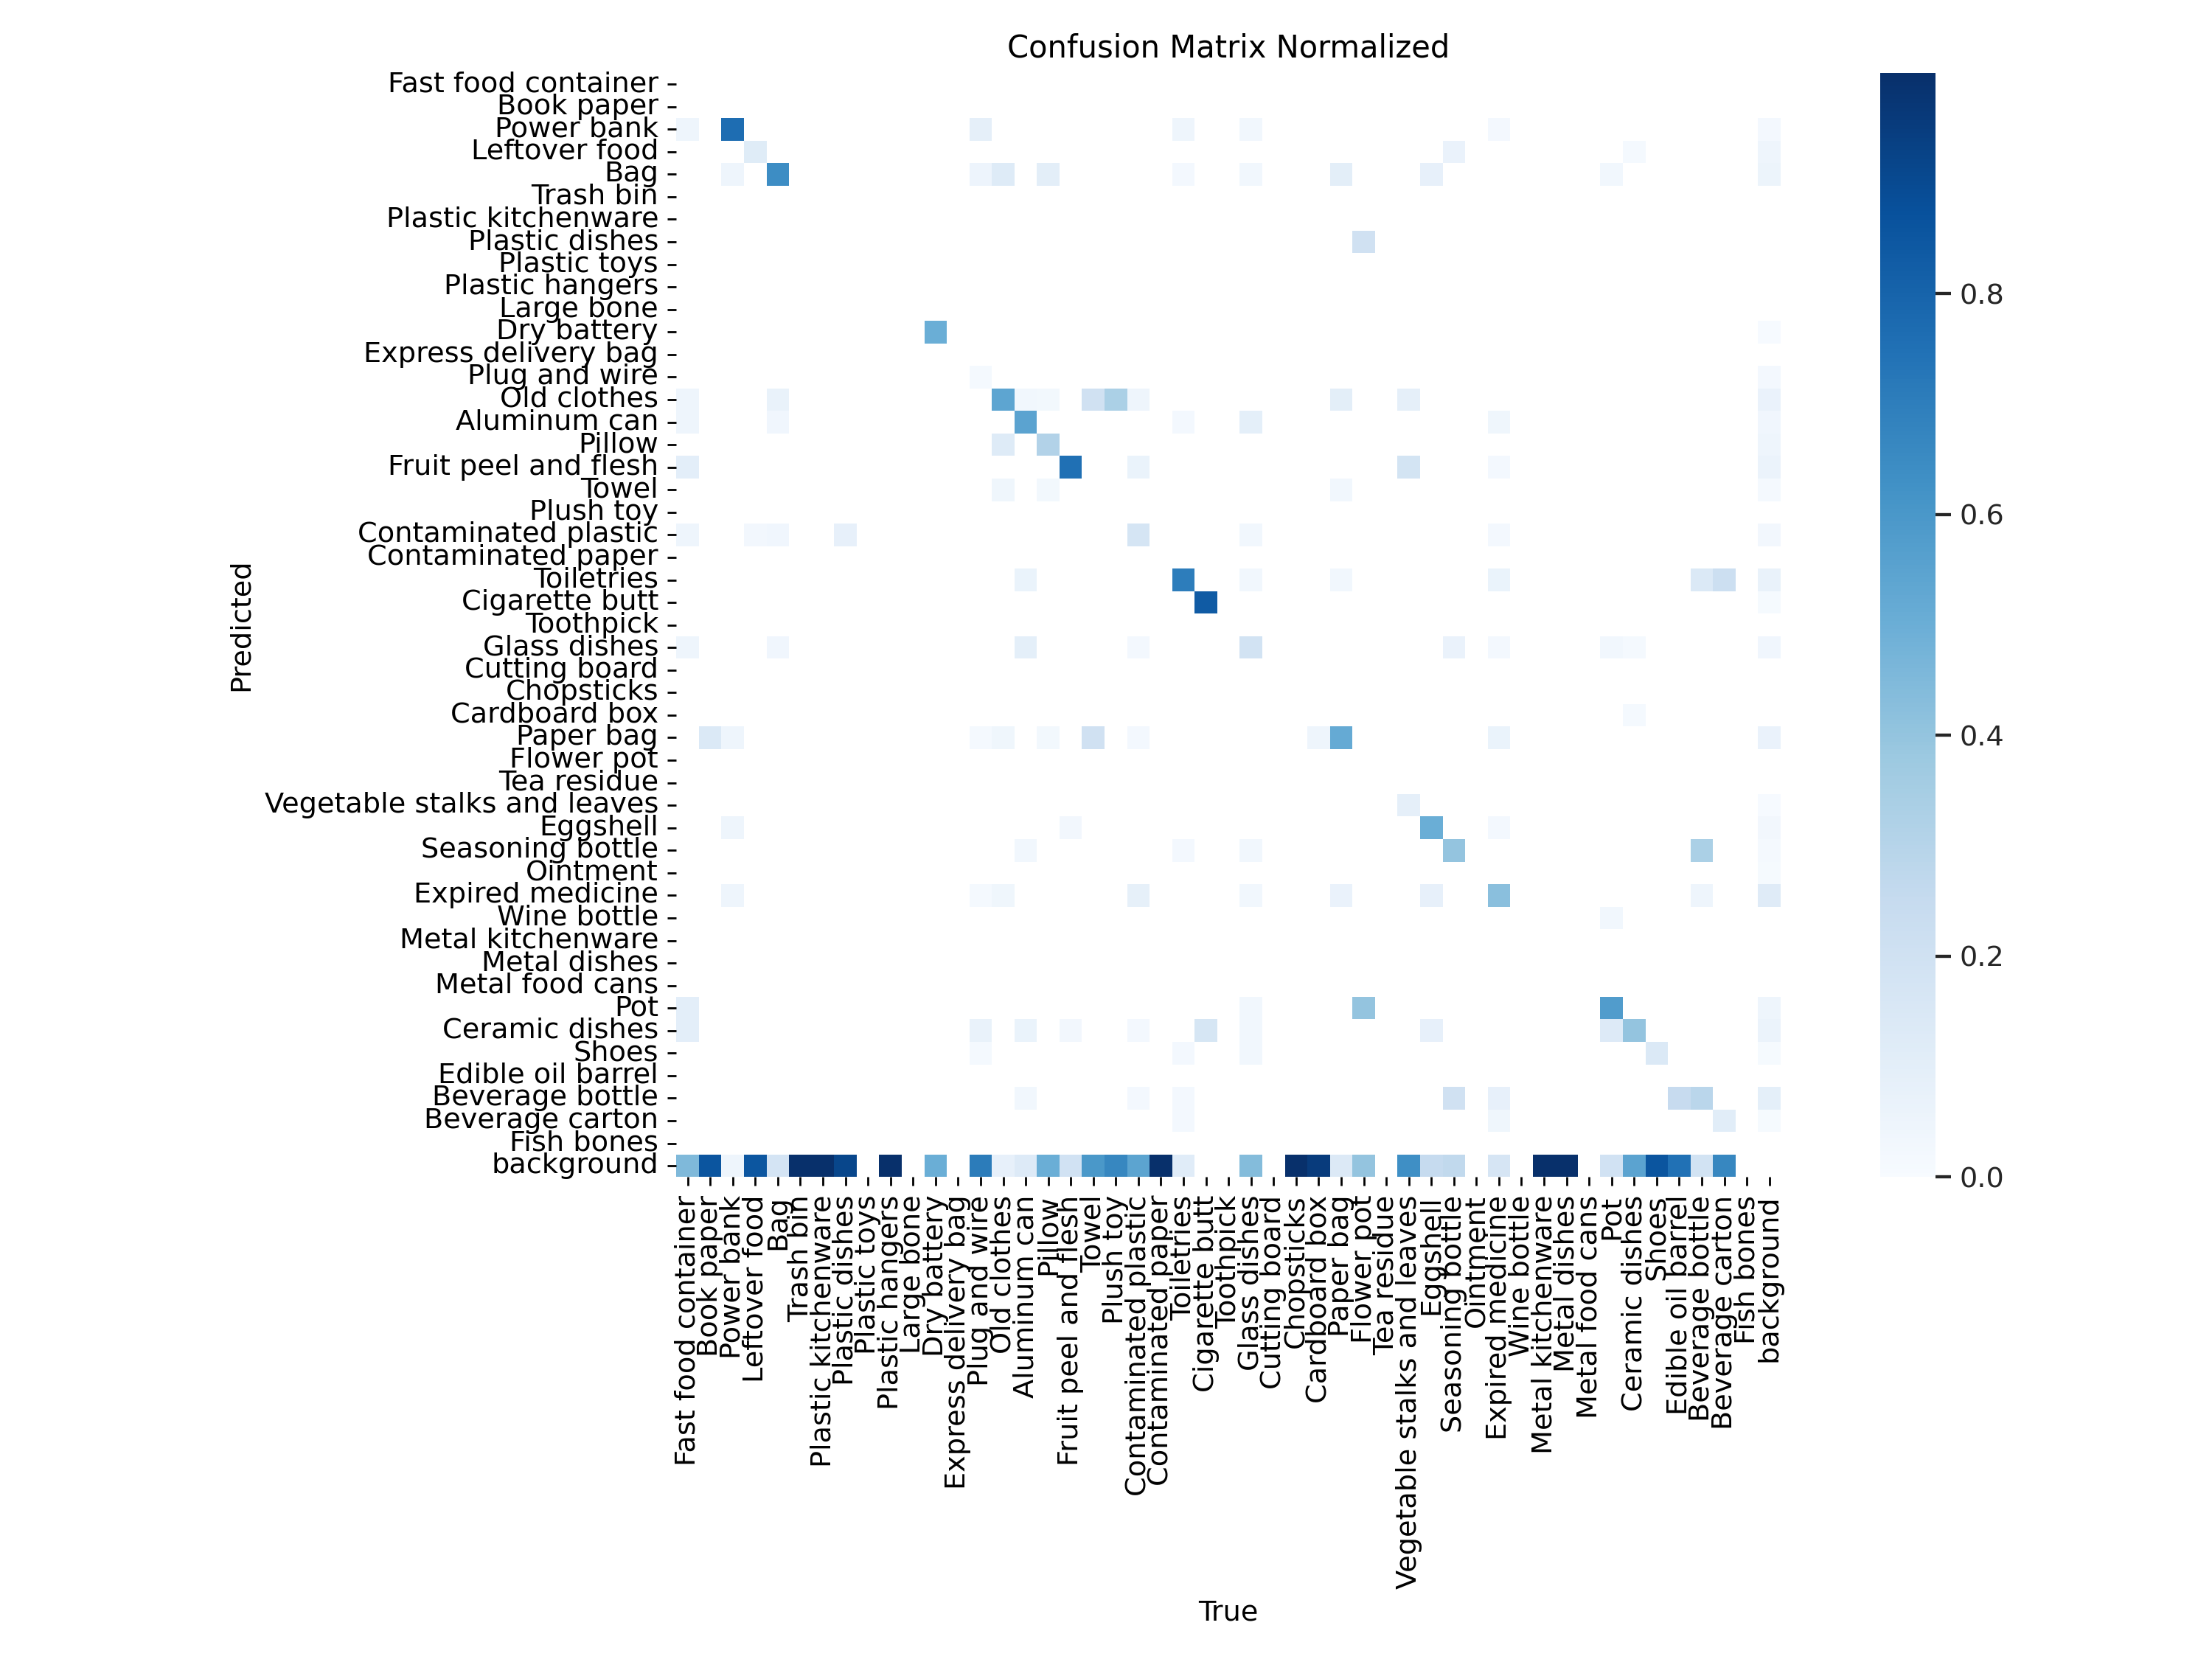 Confusion Matrix Normalized
Fast food container
Book paper
Power bank
Leftover food
Bag
Trash bin
Plastic kitchenware
Plastic dishes
Plastic toys
Plastic hangers
Large bone
Dry battery
Express delivery bag
Plug and wire
Old clothes
Aluminum can
Pillow
Fruit peel and flesh
Towel
Plush toy
Contaminated plastic
Contaminated paper
Toiletries
Cigarette butt
Toothpick
Glass dishes
Cutting board
Chopsticks
Cardboard box
Paper bag
Flower pot
Tea residue
Vegetable stalks and leaves
Eggshell
Seasoning bottle
Ointment
Expired medicine
Wine bottle
Metal kitchenware
Metal dishes
Metal food cans
Pot
Ceramic dishes
Shoes
Edible oil barrel
Beverage bottle
Beverage carton
Fish bones
background
Predicted
Fast food container
Book paper
Power bank
Leftover food
Bag
Trash bin
Plastic kitchenware
Plastic dishes
Plastic toys
Plastic hangers
Large bone
Dry battery
Express delivery bag
Plug and wire
Old clothes
Aluminum can
Pillow
Fruit peel and flesh
Towel
Plush toy
Contaminated plastic
Contaminated paper
Toiletries
Cigarette butt
Toothpick
Glass dishes
Cutting board
Chopsticks
Cardboard box
Paper bag
Flower pot
Tea residue
Vegetable stalks and leaves
Eggshell
Seasoning bottle
Ointment
Expired medicine
Wine bottle
Metal kitchenware
Metal dishes
Metal food cans
Pot
Ceramic dishes
Shoes
Edible oil barrel
Beverage bottle
Beverage carton
Fish bones
background
True
0.8
0.6
0.4
0.2
0.0